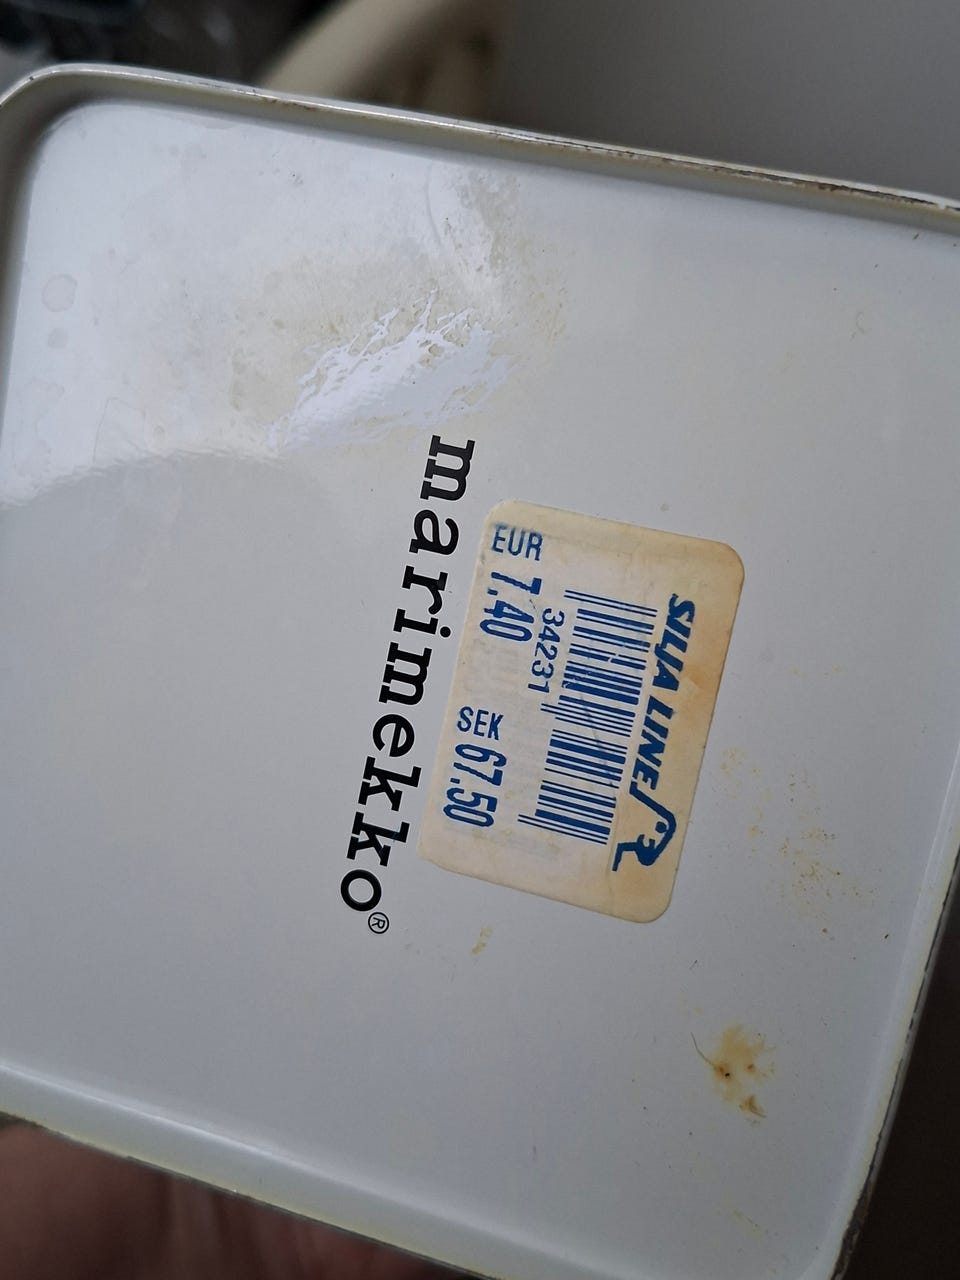 marimekko®
SILJA LINE
34231
EUR SEK
7.40 67.50